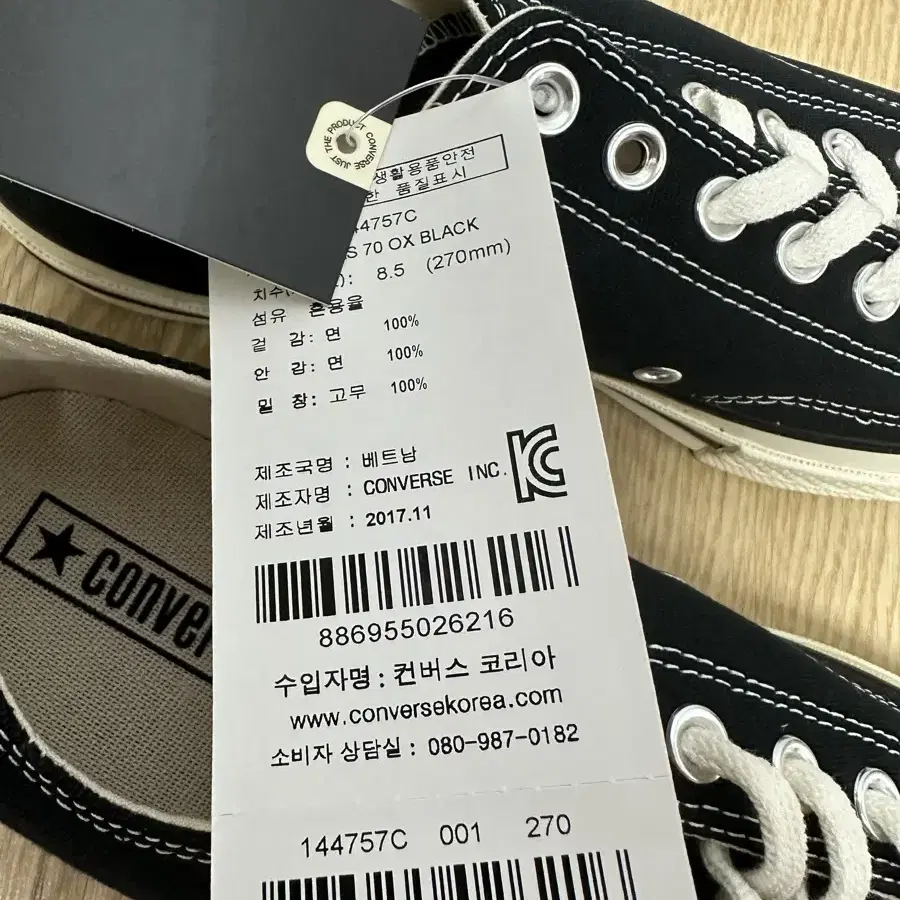 THE PRODUCT CONVERSE JUST
생활용품안전
한 품질표시
44757C
S 70 OX BLACK
치수 : 8.5 (270mm)
섬유 혼용율
겉 감: 면 100%
안 감: 면 100%
밑 창: 고무 100%
제조국명 : 베트남
제조자명 : CONVERSE INC.
제조년월 : 2017.11
886955026216
수입자명 : 컨버스 코리아
www.conversekorea.com
소비자 상담실 : 080-987-0182
144757C 001 270
conver